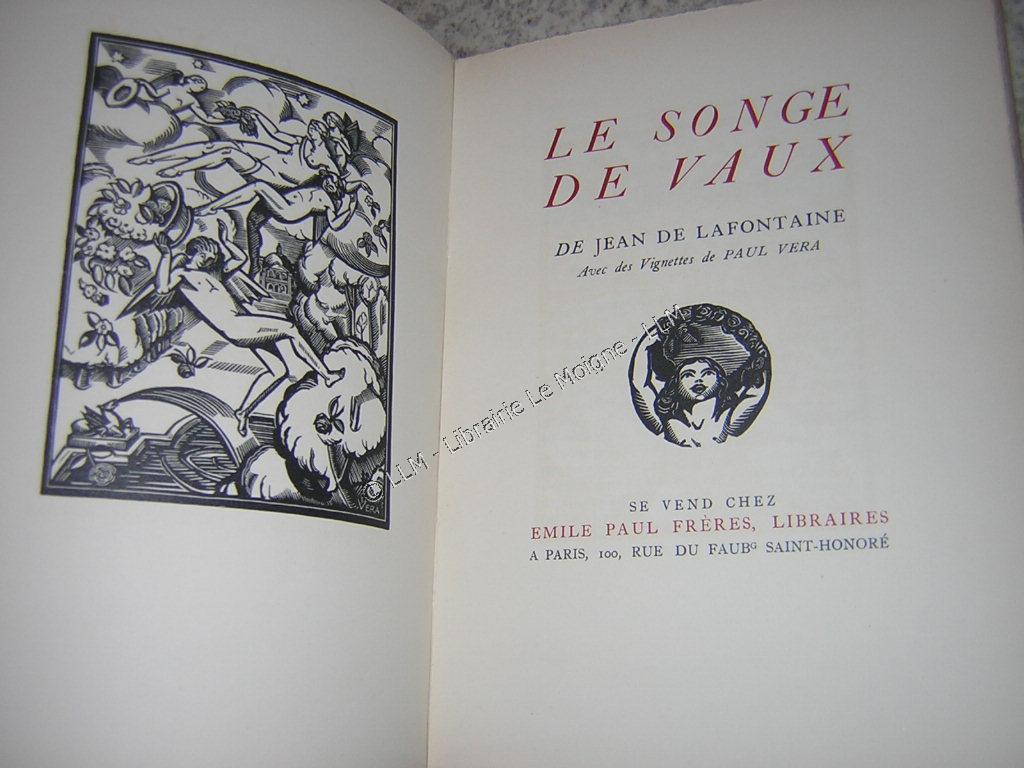 LE SONGE
DE VAUX
DE JEAN DE LAFONTAINE
Avec des Vignettes de PAUL VERA
SE VEND CHEZ
EMILE PAUL FRÈRES, LIBRAIRES
A PARIS, 100, RUE DU FAUBG SAINT-HONORÉ
VERA
© LLM - Librairie Le Moigne - LLM